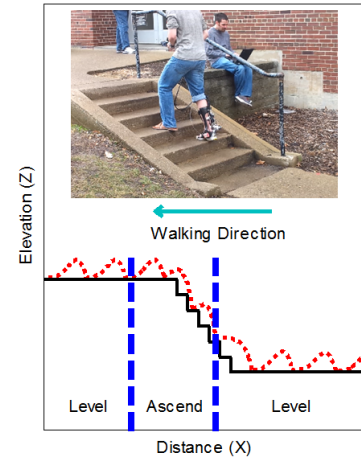 Walking Direction
Elevation (Z)
Level
Ascend
Level
Distance (X)